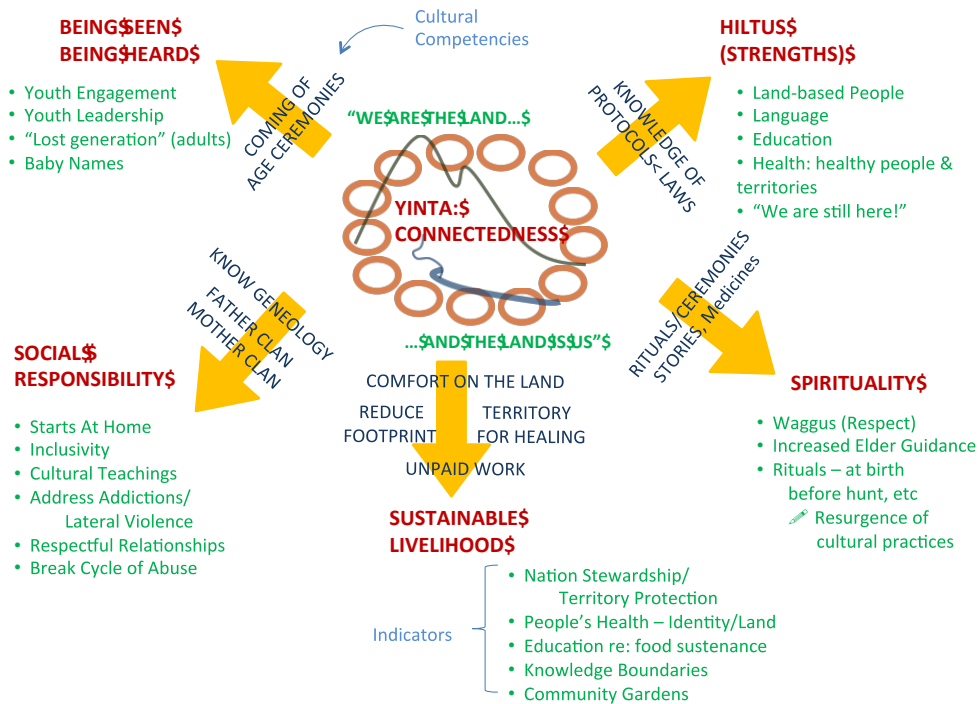 BEING$SEEN$
BEING$HEARD$
• Youth Engagement
• Youth Leadership
• “Lost generation” (adults)
• Baby Names
COMING OF
AGE CEREMONIES
Cultural
Competencies
HILTUS$
(STRENGTHS)$
• Land-based People
• Language
• Education
• Health: healthy people &
territories
• “We are still here!”
KNOWLEDGE OF
PROTOCOLS< LAWS
“WE$ARE$THE$LAND...$
YINTA:$
CONNECTEDNESS$
...$AND$THE$LAND$IS$US”$
KNOW GENEOLOGY
FATHER CLAN
MOTHER CLAN
SOCIAL$
RESPONSIBILITY$
• Starts At Home
• Inclusivity
• Cultural Teachings
• Address Addictions/
Lateral Violence
• Respectful Relationships
• Break Cycle of Abuse
RITUALS/CEREMONIES
STORIES, Medicines
SPIRITUALITY$
• Waggus (Respect)
• Increased Elder Guidance
• Rituals – at birth
before hunt, etc
Resurgence of
cultural practices
COMFORT ON THE LAND
REDUCE
FOOTPRINT
TERRITORY
FOR HEALING
UNPAID WORK
SUSTAINABLE$
LIVELIHOOD$
Indicators
• Nation Stewardship/
Territory Protection
• People’s Health – Identity/Land
• Education re: food sustenance
• Knowledge Boundaries
• Community Gardens